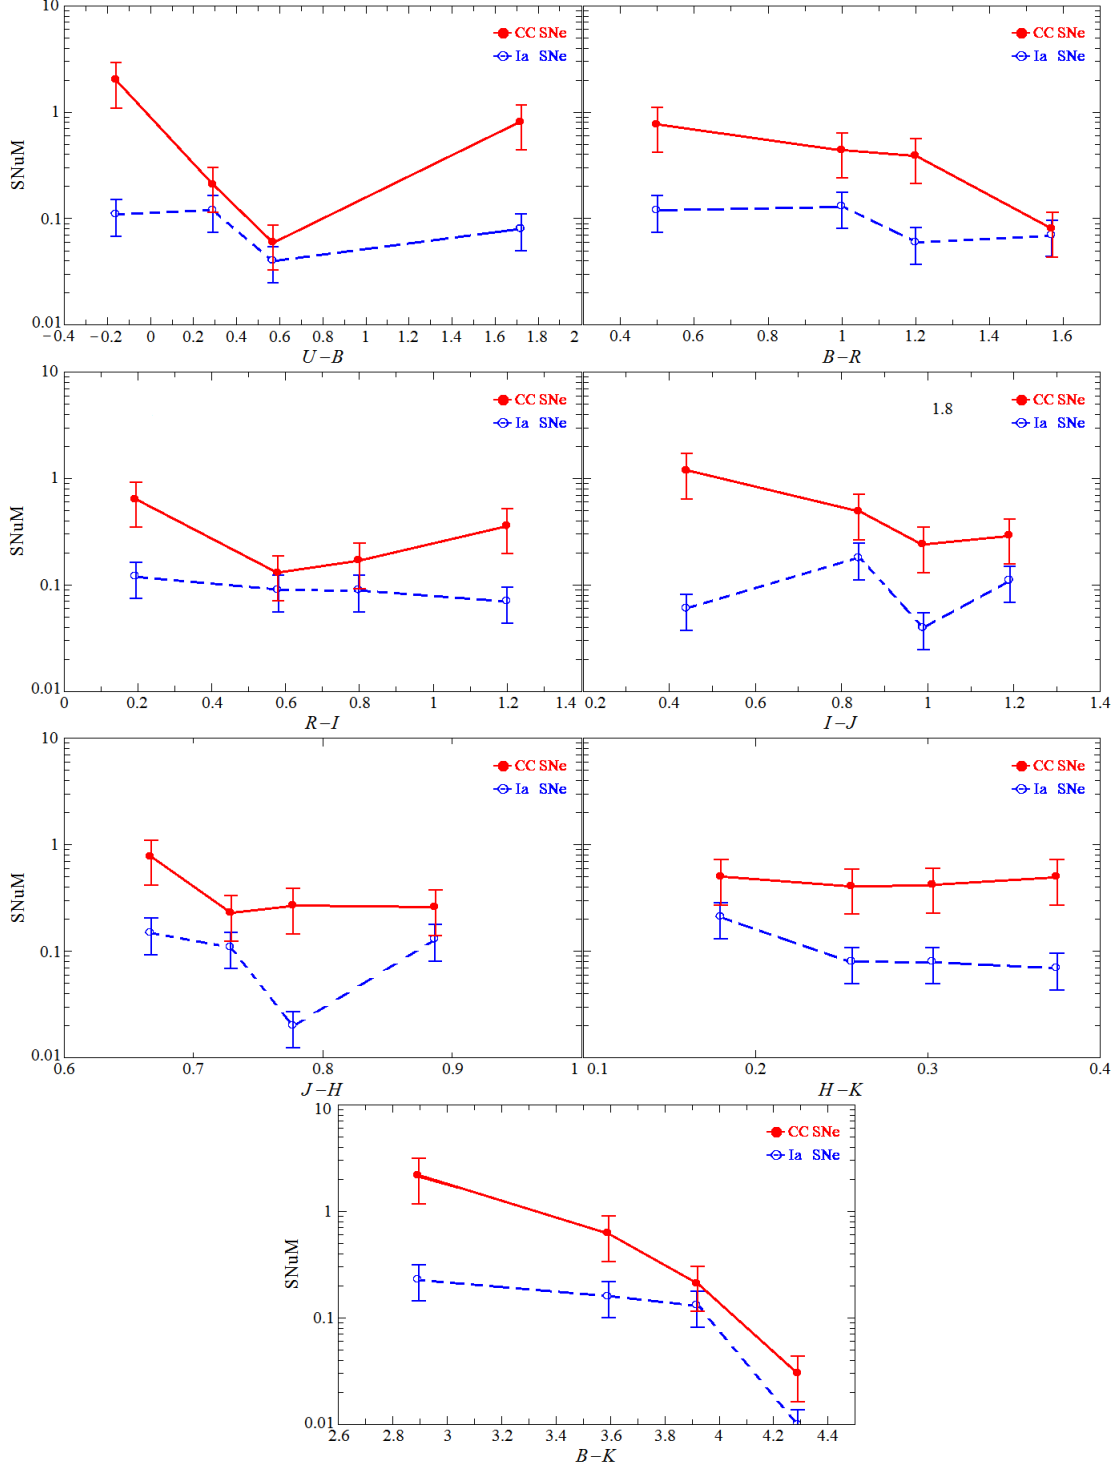 10
CC SNe
Ia SNe
1
SNuM
0.1
0.01
−0.4 −0.2 0 0.2 0.4 0.6 0.8 1 1.2 1.4 1.6 1.8 2
U−B
CC SNe
Ia SNe
0.4 0.6 0.8 1 1.2 1.4 1.6
B−R
10
CC SNe
Ia SNe
1
SNuM
0.1
0.01
0 0.2 0.4 0.6 0.8 1 1.2 1.4
R−I
CC SNe
1.8
Ia SNe
0.2 0.4 0.6 0.8 1 1.2 1.4
I−J
10
CC SNe
Ia SNe
1
SNuM
0.1
0.01
0.6 0.7 0.8 0.9 1
J−H
CC SNe
Ia SNe
0.1 0.2 0.3 0.4
H−K
10
CC SNe
Ia SNe
1
SNuM
0.1
0.01
2.6 2.8 3 3.2 3.4 3.6 3.8 4 4.2 4.4
B−K